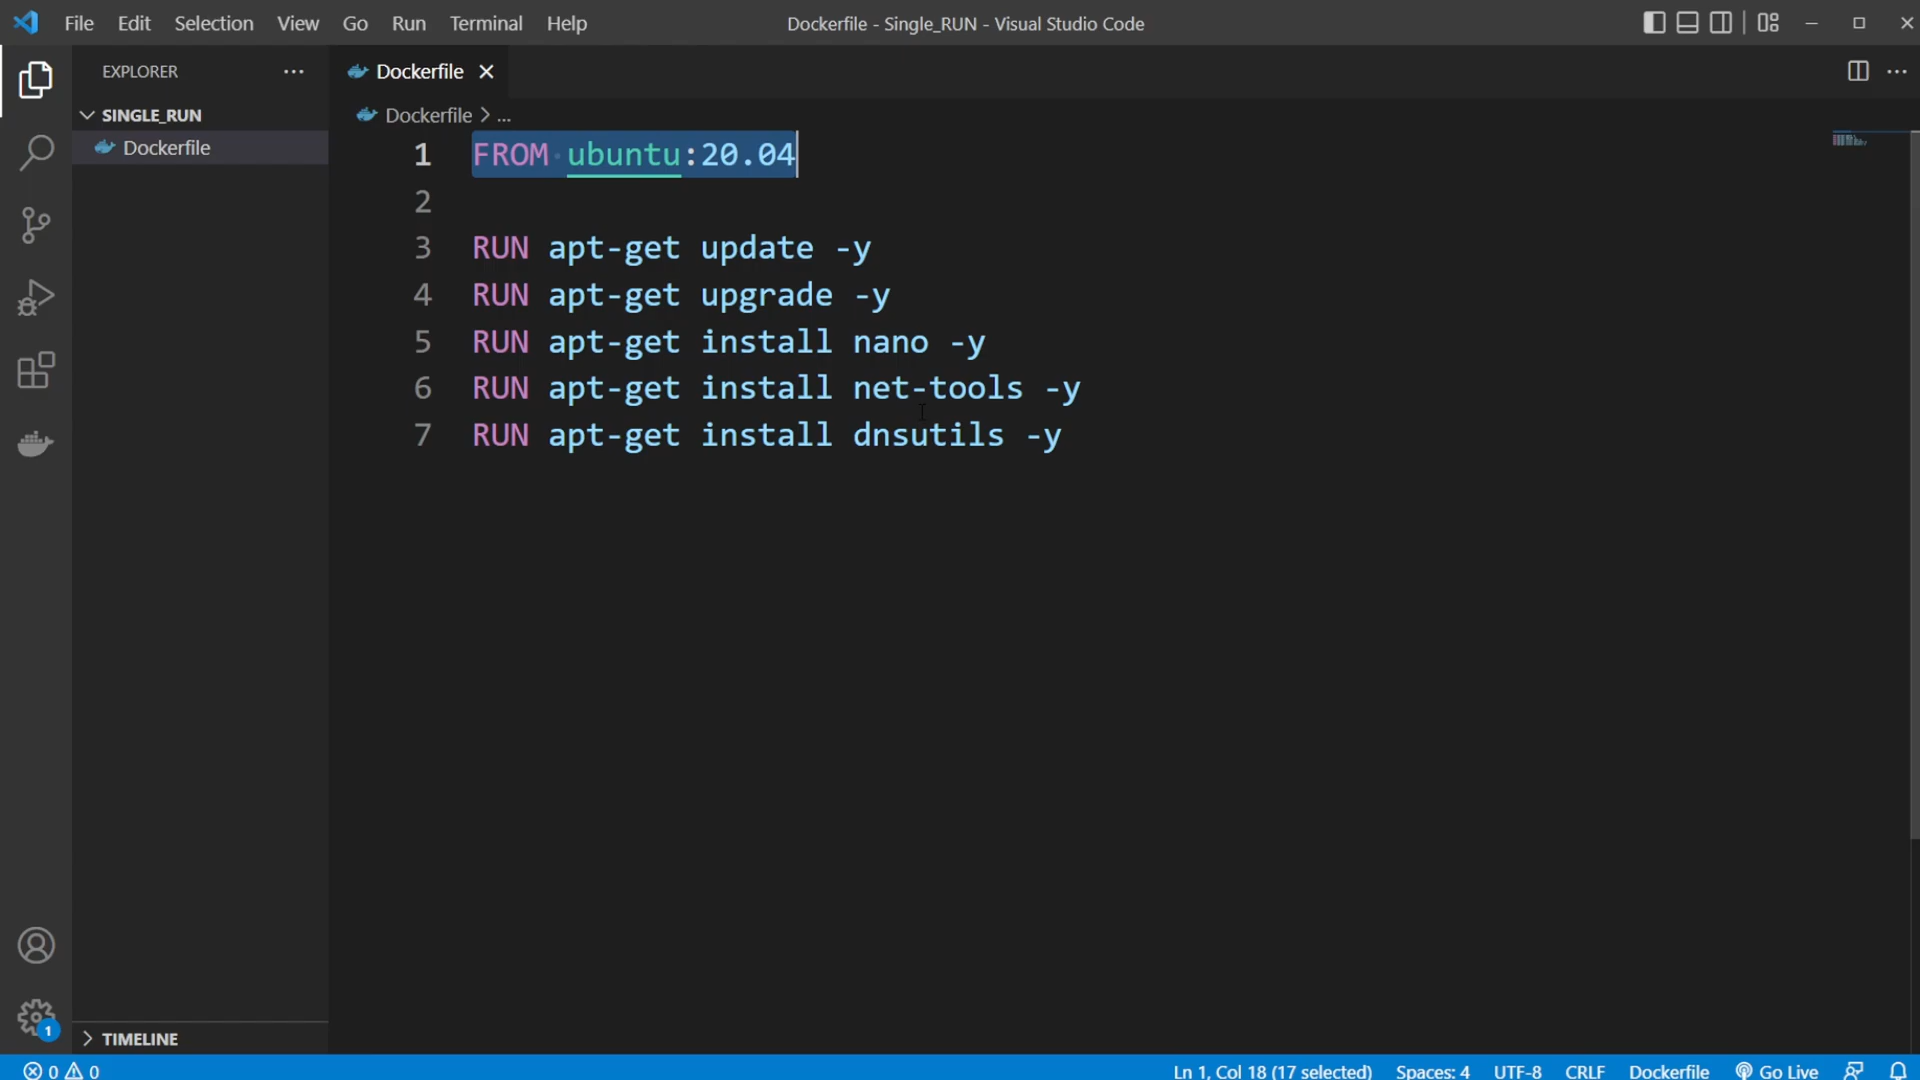 File Edit Selection View Go Run Terminal Help
Dockerfile - Single_RUN - Visual Studio Code
EXPLORER
Dockerfile
SINGLE_RUN
Dockerfile
Dockerfile > ...
1 FROM ubuntu:20.04
2
3 RUN apt-get update -y
4 RUN apt-get upgrade -y
5 RUN apt-get install nano -y
6 RUN apt-get install net-tools -y
7 RUN apt-get install dnsutils -y
1
TIMELINE
0 0
Ln 1, Col 18 (17 selected) Spaces: 4 UTF-8 CRLF Dockerfile Go Live